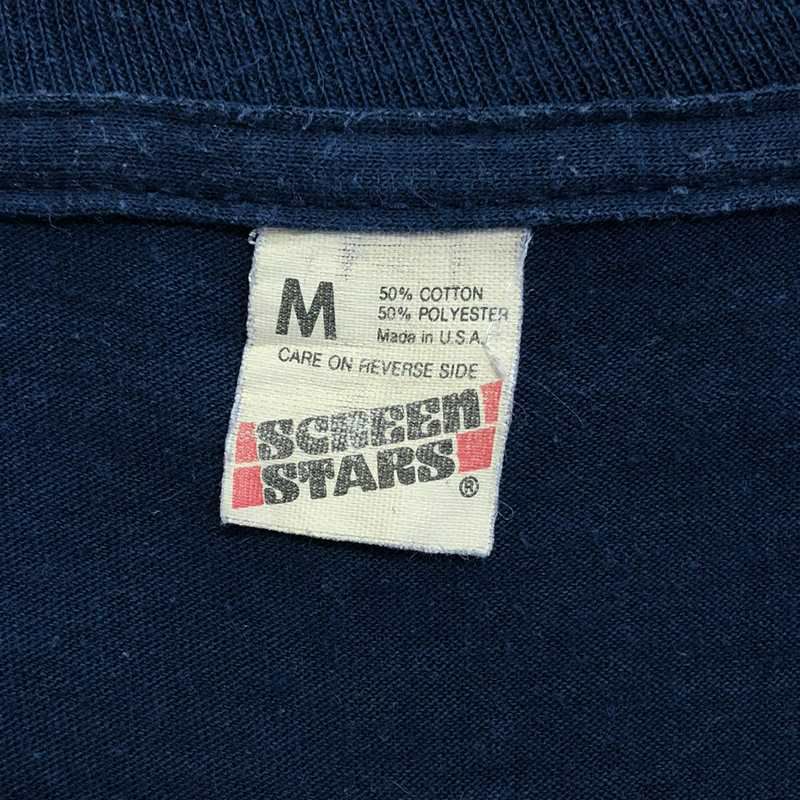 M
50% COTTON
50% POLYESTER
Made in U.S.A.
CARE ON REVERSE SIDE
SCREEN
STARS
®